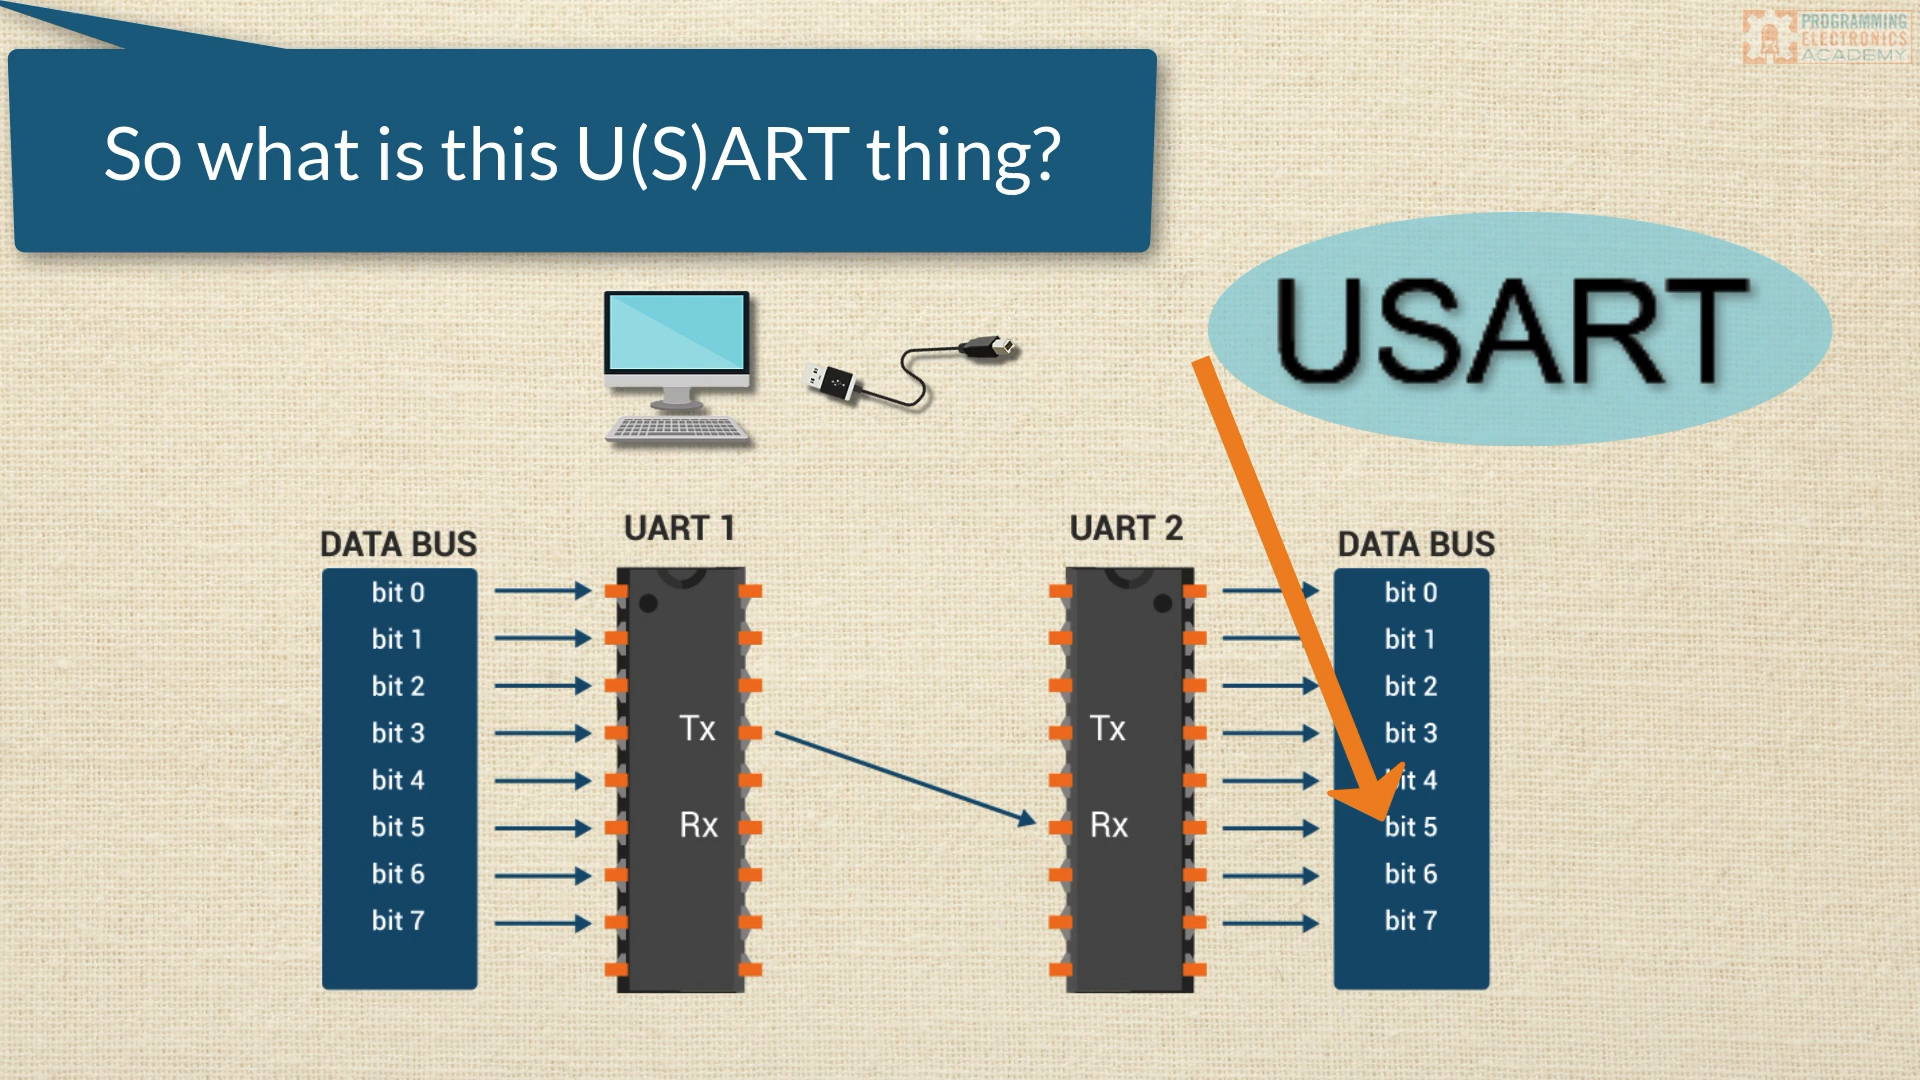 PROGRAMMING
ELECTRONICS
ACADEMY
So what is this U(S)ART thing?
USART
DATA BUS
bit 0
bit 1
bit 2
bit 3
bit 4
bit 5
bit 6
bit 7
UART 1
Tx
Rx
UART 2
Tx
Rx
DATA BUS
bit 0
bit 1
bit 2
bit 3
bit 4
bit 5
bit 6
bit 7